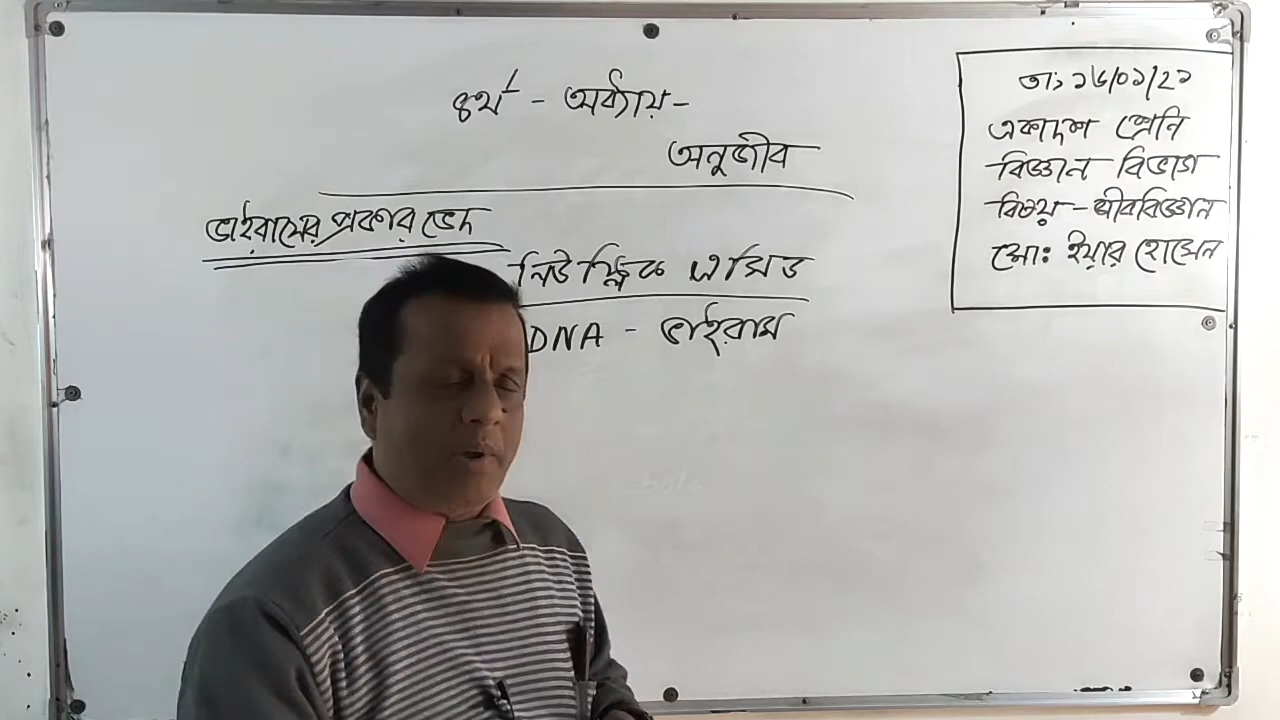 ৪র্থ - অধ্যায় -
অনুজীব
ভাইরাসের প্রকারভেদ
নিউক্লিক এসিড
DNA - ভাইরাস
তাং ১৬/০১/২১
একাদশ শ্রেনি
বিজ্ঞান বিভাগ
বিষয় - জীববিজ্ঞান
মোঃ ইয়ার হোসেন